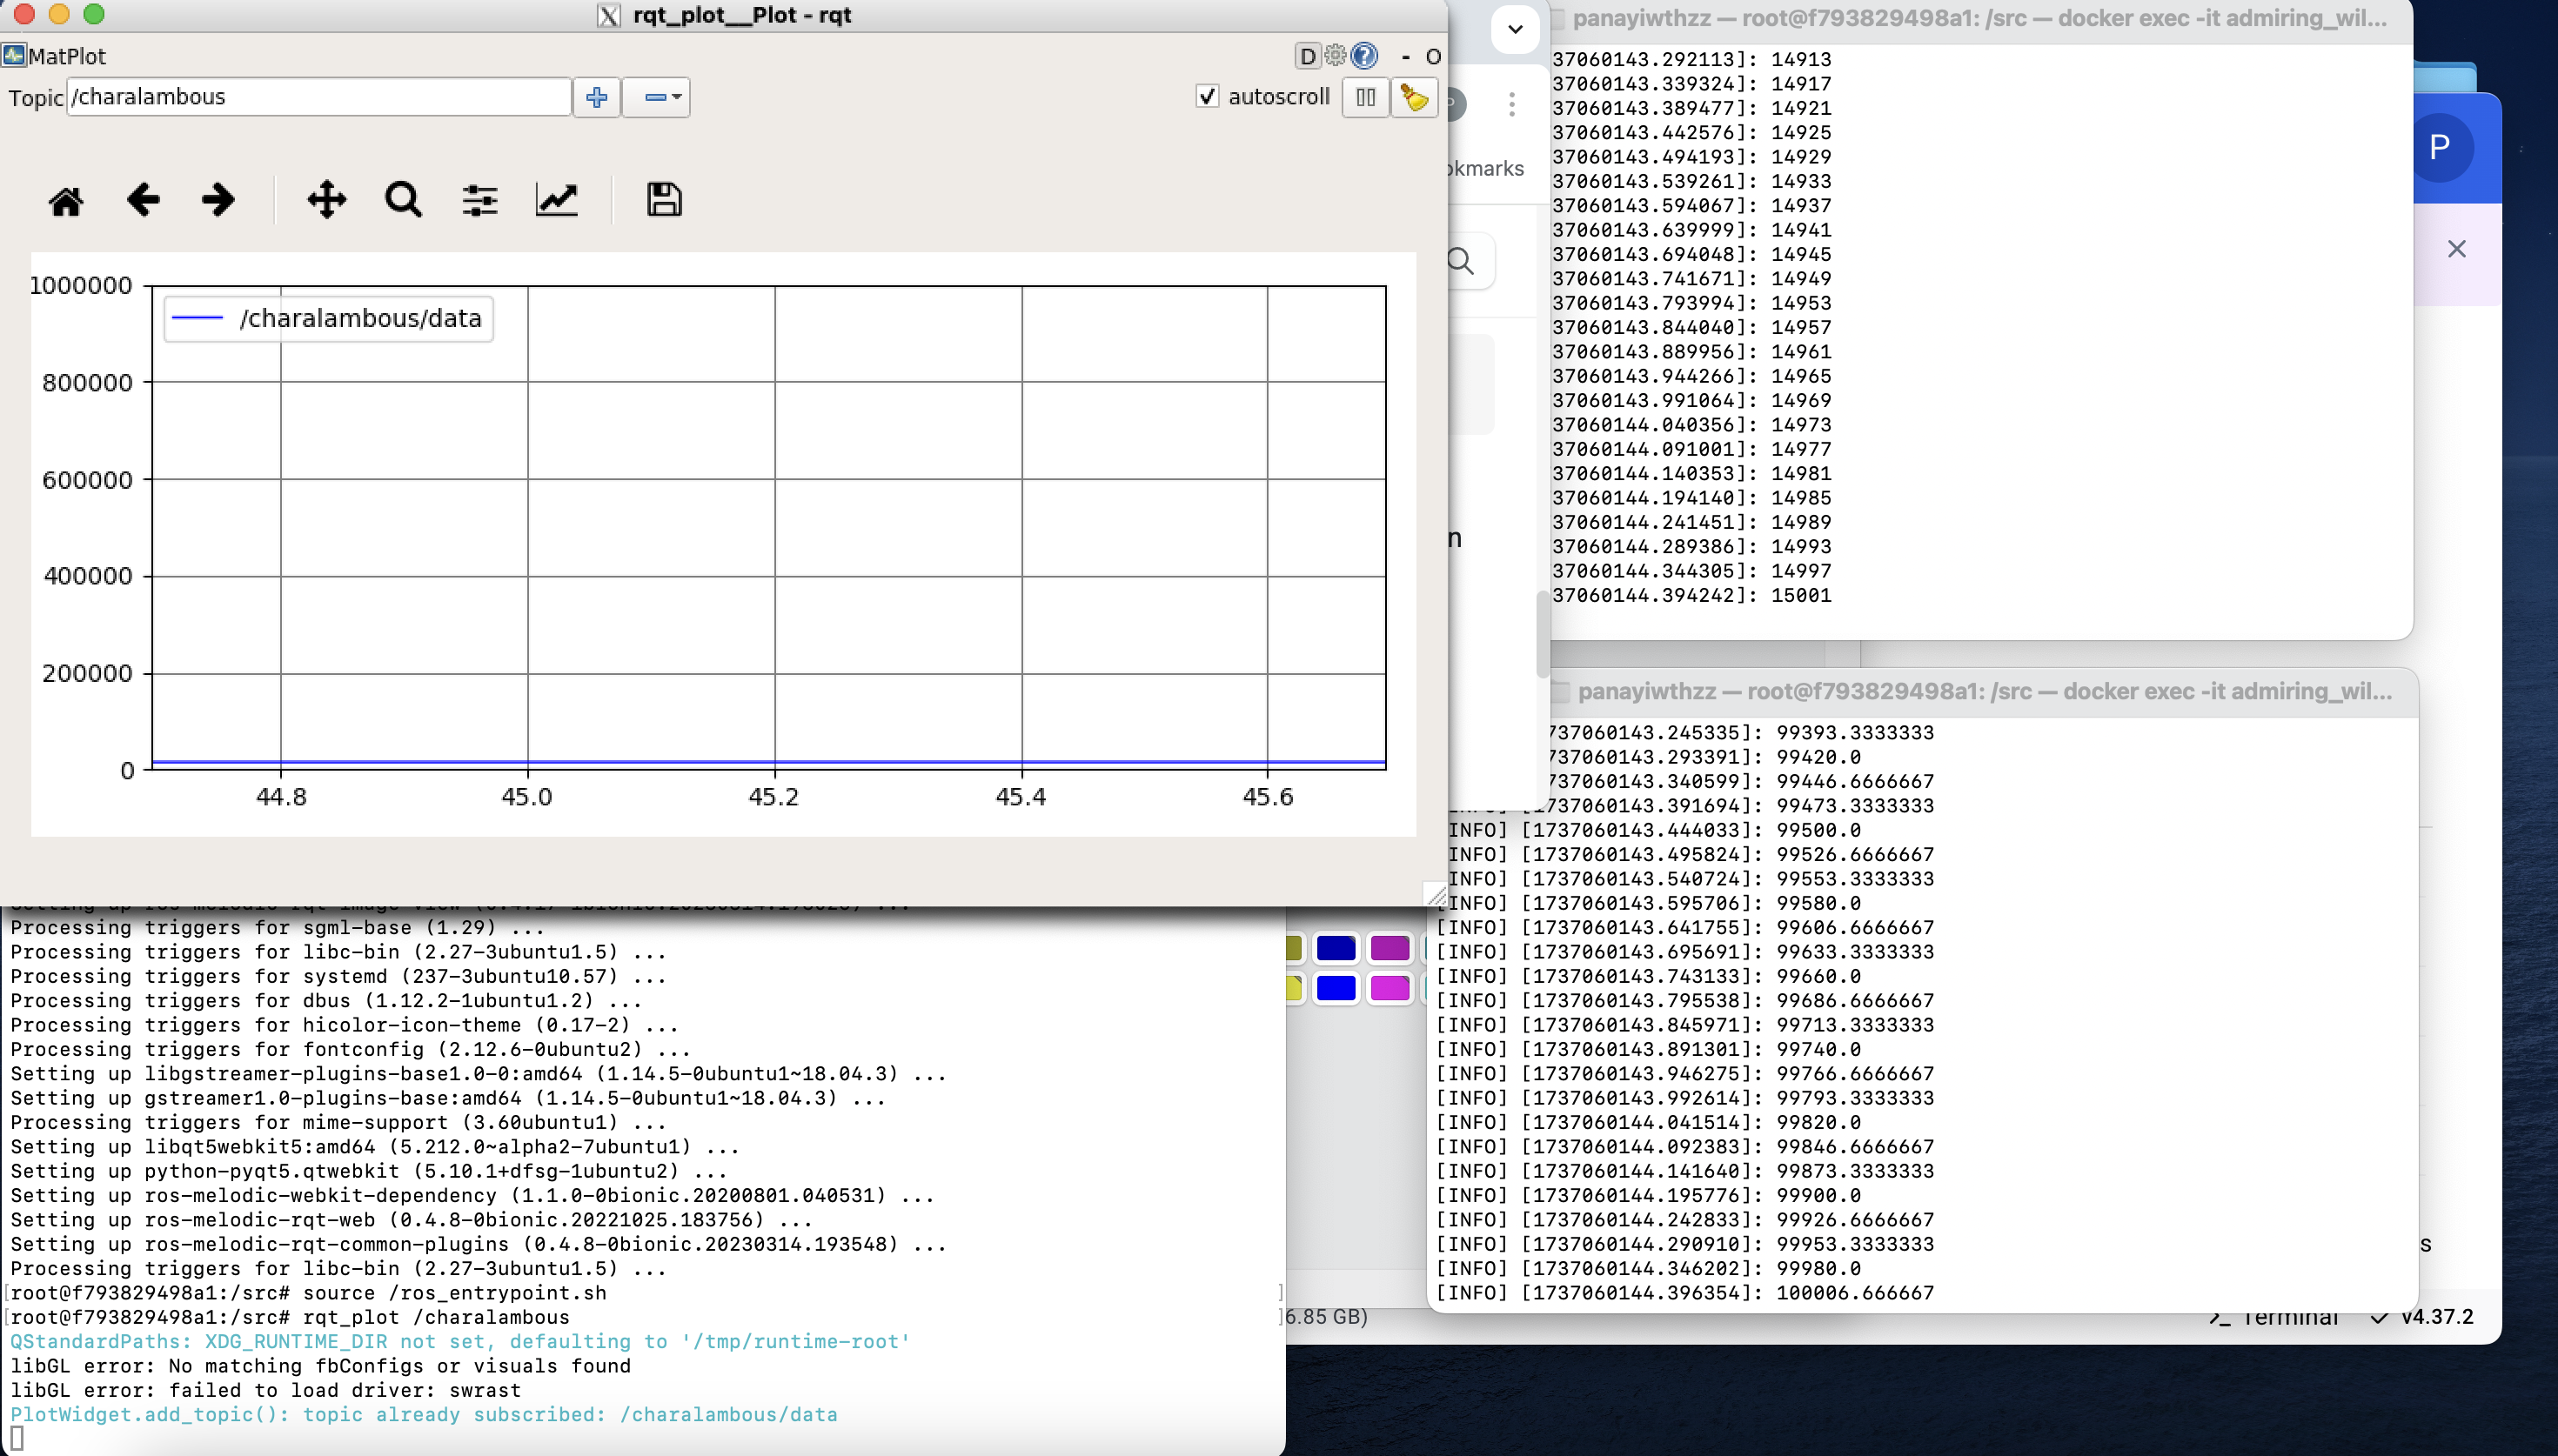 rqt_plot__Plot - rqt
MatPlot
D
- O
Topic /charalambous
autoscroll
/charalambous/data
1000000
800000
600000
400000
200000
0
44.8 45.0 45.2 45.4 45.6
P
okmarks
n
panayiwthzz — root@f793829498a1: /src — docker exec -it admiring_wil...
37060143.292113]: 14913
37060143.339324]: 14917
37060143.389477]: 14921
37060143.442576]: 14925
37060143.494193]: 14929
37060143.539261]: 14933
37060143.594067]: 14937
37060143.639999]: 14941
37060143.694048]: 14945
37060143.741671]: 14949
37060143.793994]: 14953
37060143.844040]: 14957
37060143.889956]: 14961
37060143.944266]: 14965
37060143.991064]: 14969
37060144.040356]: 14973
37060144.091001]: 14977
37060144.140353]: 14981
37060144.194140]: 14985
37060144.241451]: 14989
37060144.289386]: 14993
37060144.344305]: 14997
37060144.394242]: 15001
panayiwthzz — root@f793829498a1: /src — docker exec -it admiring_wil...
737060143.245335]: 99393.3333333
737060143.293391]: 99420.0
737060143.340599]: 99446.6666667
[1737060143.391694]: 99473.3333333
[INFO] [1737060143.444033]: 99500.0
[INFO] [1737060143.495824]: 99526.6666667
[INFO] [1737060143.540724]: 99553.3333333
[INFO] [1737060143.595706]: 99580.0
[INFO] [1737060143.641755]: 99606.6666667
[INFO] [1737060143.695691]: 99633.3333333
[INFO] [1737060143.743133]: 99660.0
[INFO] [1737060143.795538]: 99686.6666667
[INFO] [1737060143.845971]: 99713.3333333
[INFO] [1737060143.891301]: 99740.0
[INFO] [1737060143.946275]: 99766.6666667
[INFO] [1737060143.992614]: 99793.3333333
[INFO] [1737060144.041514]: 99820.0
[INFO] [1737060144.092383]: 99846.6666667
[INFO] [1737060144.141640]: 99873.3333333
[INFO] [1737060144.195776]: 99900.0
[INFO] [1737060144.242833]: 99926.6666667
[INFO] [1737060144.290910]: 99953.3333333
[INFO] [1737060144.346202]: 99980.0
[INFO] [1737060144.396354]: 100006.666667
Processing triggers for sgml-base (1.29) ...
Processing triggers for libc-bin (2.27-3ubuntu1.5) ...
Processing triggers for systemd (237-3ubuntu10.57) ...
Processing triggers for dbus (1.12.2-1ubuntu1.2) ...
Processing triggers for hicolor-icon-theme (0.17-2) ...
Processing triggers for fontconfig (2.12.6-0ubuntu2) ...
Setting up libgstreamer-plugins-base1.0-0:amd64 (1.14.5-0ubuntu1~18.04.3) ...
Setting up gstreamer1.0-plugins-base:amd64 (1.14.5-0ubuntu1~18.04.3) ...
Processing triggers for mime-support (3.60ubuntu1) ...
Setting up libqt5webkit5:amd64 (5.212.0~alpha2-7ubuntu1) ...
Setting up python-pyqt5.qtwebkit (5.10.1+dfsg-1ubuntu2) ...
Setting up ros-melodic-webkit-dependency (1.1.0-0bionic.20200801.040531) ...
Setting up ros-melodic-rqt-web (0.4.8-0bionic.20221025.183756) ...
Setting up ros-melodic-rqt-common-plugins (0.4.8-0bionic.20230314.193548) ...
Processing triggers for libc-bin (2.27-3ubuntu1.5) ...
[root@f793829498a1:/src# source /ros_entrypoint.sh ]
[root@f793829498a1:/src# rqt_plot /charalambous ]
QStandardPaths: XDG_RUNTIME_DIR not set, defaulting to '/tmp/runtime-root'
libGL error: No matching fbConfigs or visuals found
libGL error: failed to load driver: swrast
PlotWidget.add_topic(): topic already subscribed: /charalambous/data
6.85 GB)
s
Terminal
v4.37.2